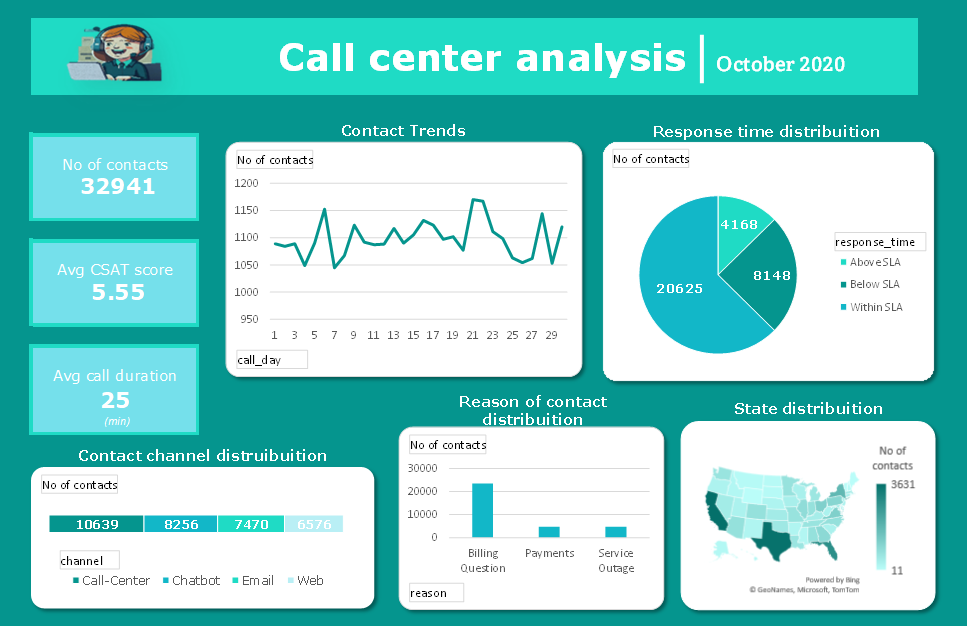 Call center analysis
October 2020
No of contacts
32941
Avg CSAT score
5.55
Avg call duration
25
(min)
Contact Trends
No of contacts
1200
1150
1100
1050
1000
950
1 3 5 7 9 11 13 15 17 19 21 23 25 27 29
call_day
Response time distribuition
No of contacts
4168
8148
20625
response_time
Above SLA
Below SLA
Within SLA
Contact channel distruibuition
No of contacts
10639 8256 7470 6576
channel
Call-Center Chatbot Email Web
Reason of contact
distribuition
No of contacts
30000
20000
10000
0
Billing Payments Service
Question Outage
reason
State distribuition
No of
contacts
3631
11
Powered by Bing
© GeoNames, Microsoft, TomTom